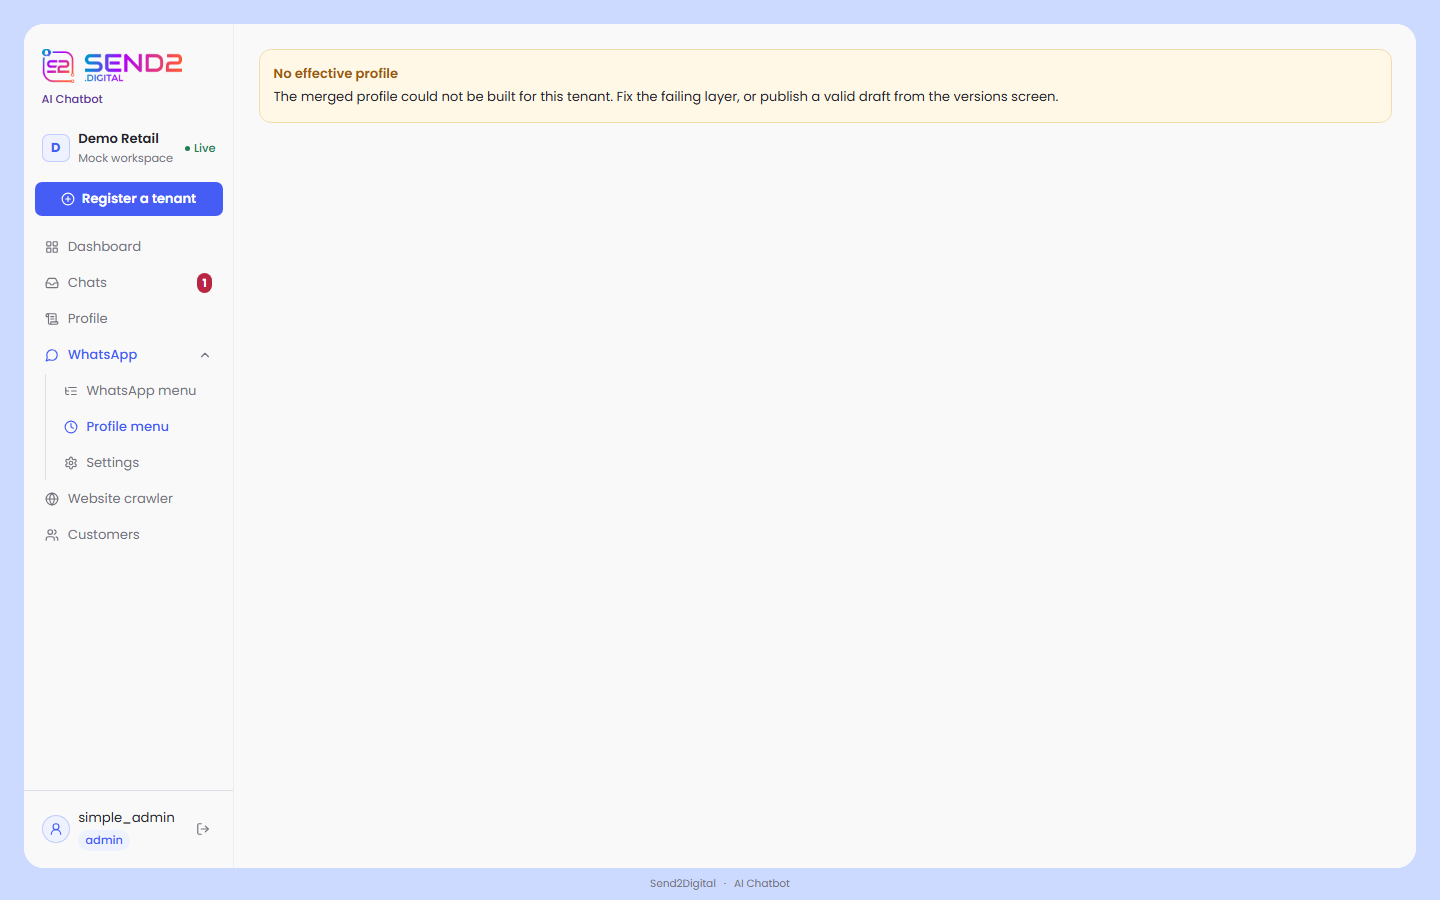 SEND2
.DIGITAL
AI Chatbot
D
Demo Retail
Mock workspace
Live
Register a tenant
Dashboard
Chats
1
Profile
WhatsApp
WhatsApp menu
Profile menu
Settings
Website crawler
Customers
simple_admin
admin
No effective profile
The merged profile could not be built for this tenant. Fix the failing layer, or publish a valid draft from the versions screen.
Send2Digital · AI Chatbot